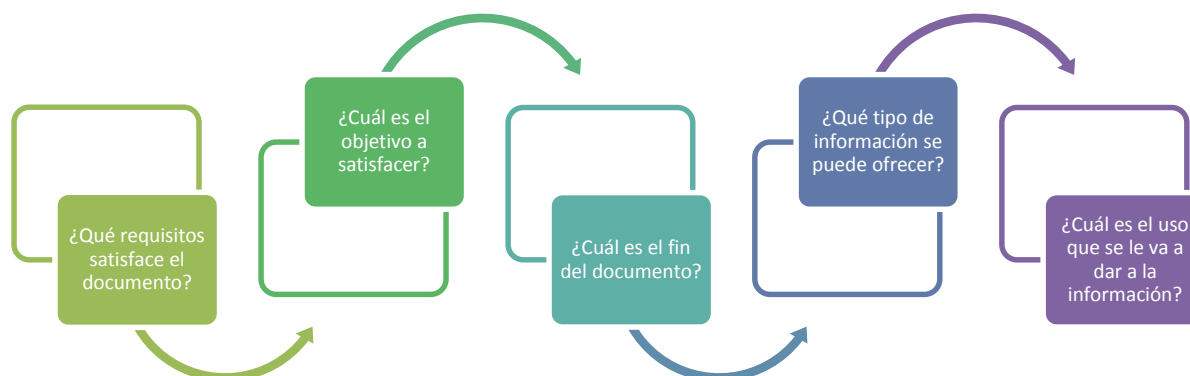 ¿Qué requisitos
satisface el
documento?
¿Cuál es el
objetivo a
satisfacer?
¿Cuál es el fin
del documento?
¿Qué tipo de
información se
puede ofrecer?
¿Cuál es el uso
que se le va a
dar a la
información?